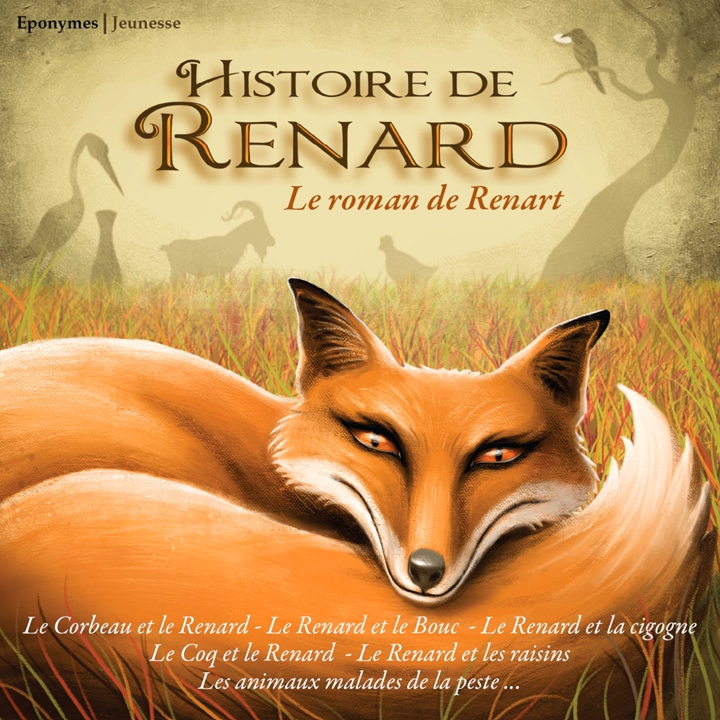 Eponymes | Jeunesse
HISTOIRE DE
RENARD
Le roman de Renart
Le Corbeau et le Renard - Le Renard et le Bouc - Le Renard et la cigogne
Le Coq et le Renard - Le Renard et les raisins
Les animaux malades de la peste ...